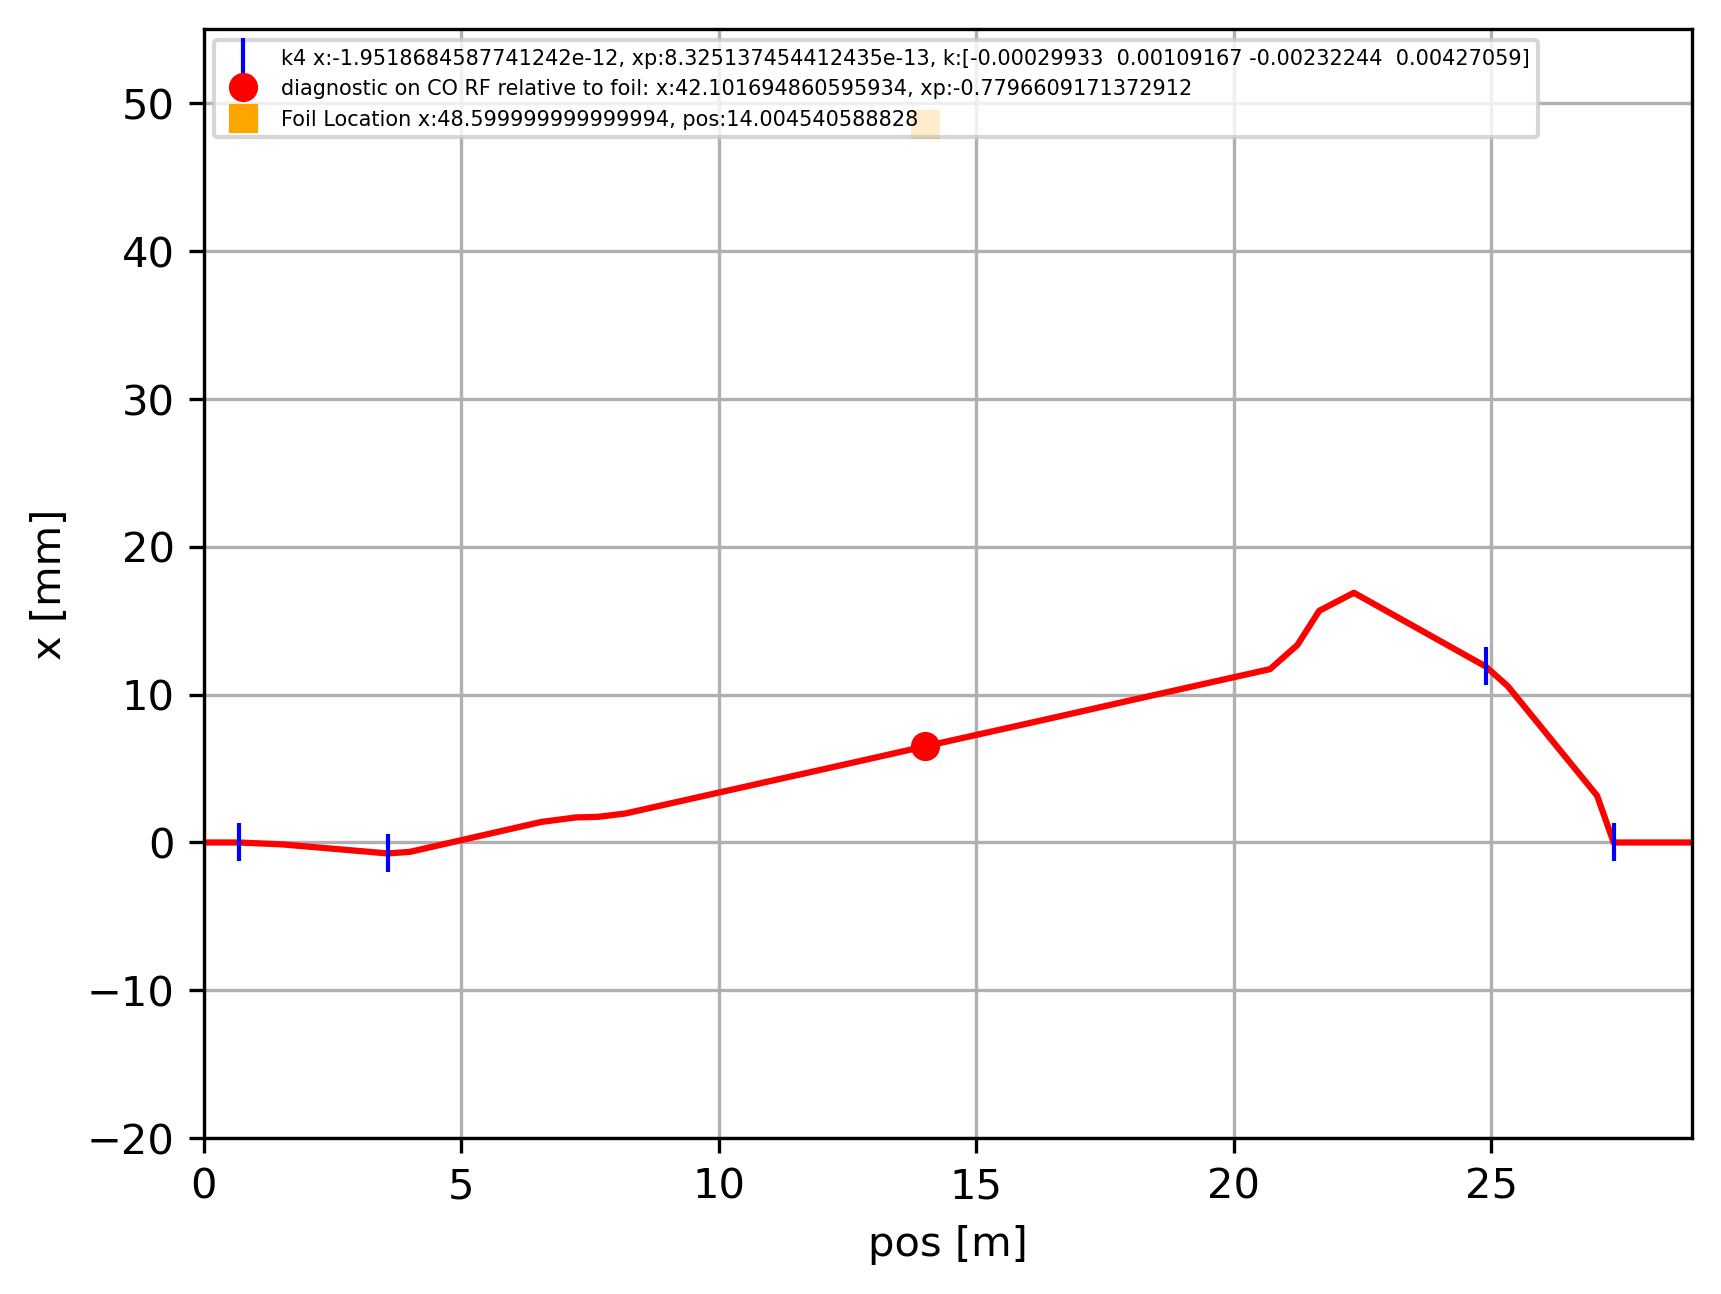 k4 x:-1.9518684587741242e-12, xp:8.325137454412435e-13, k:[-0.00029933  0.00109167 -0.00232244  0.00427059]
diagnostic on CO RF relative to foil: x:42.101694860595934, xp:-0.7796609171372912
Foil Location x:48.599999999999994, pos:14.004540588828
50
40
30
20
10
0
−10
−20
x [mm]
0 5 10 15 20 25
pos [m]